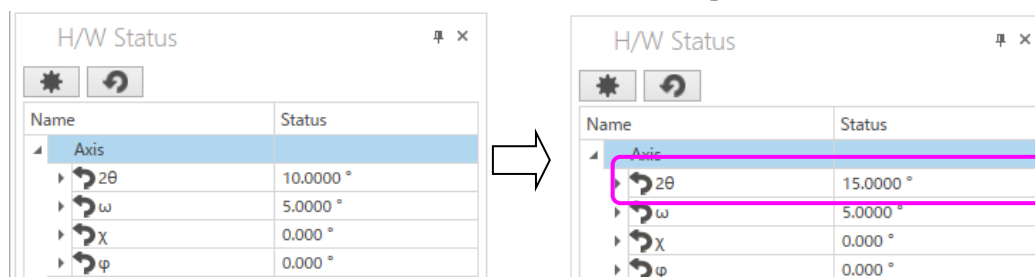 H/W Status
Name Status
Axis
2θ 10.0000 °
ω 5.0000 °
χ 0.000 °
φ 0.000 °
H/W Status
Name Status
Axis
2θ 15.0000 °
ω 5.0000 °
χ 0.000 °
φ 0.000 °